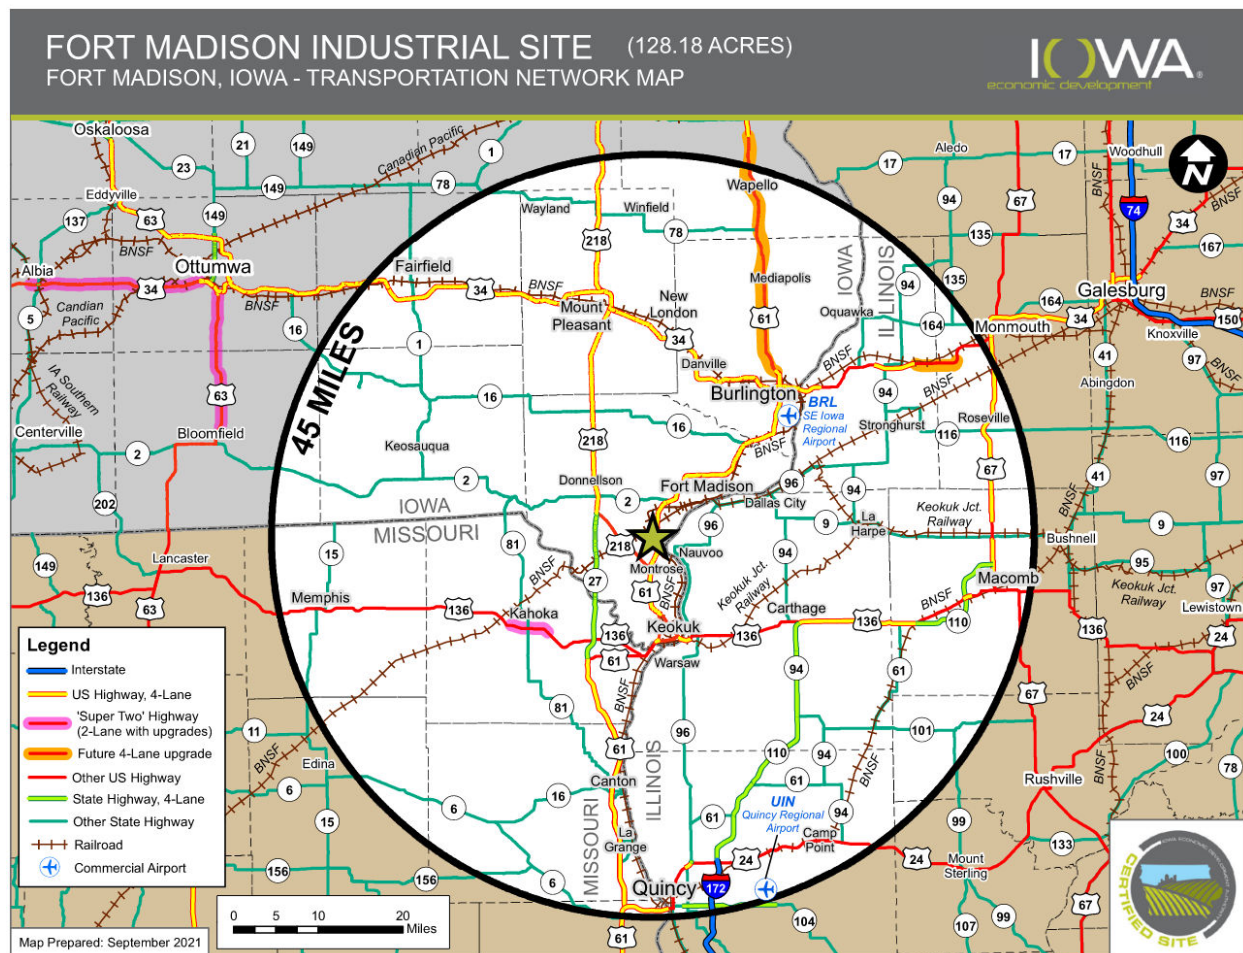 FORT MADISON INDUSTRIAL SITE (128.18 ACRES)
FORT MADISON, IOWA - TRANSPORTATION NETWORK MAP
IOWA®
economic development
Oskaloosa
21
149
23
149
78
1
Canadian Pacific
17
Aledo
17
Woodhull
N
BNSF
Wapello
Eddyville
63
149
137
BNSF
Wayland
Winfield
78
218
94
67
74
34
BNSF
135
167
Albia
34
Ottumwa
BNSF
Fairfield
34
BNSF
Mediapolis
IOWA
ILLINOIS
94
135
Candian
Pacific
5
16
Mount
Pleasant
New
London
34
61
Oquawka
164
164
Galesburg
BNSF
Monmouth
34
150
Knoxville
45 MILES
1
Danville
BNSF
BNSF
41
97
BNSF
IA Southern
Railway
63
Burlington
BRL
SE Iowa
Regional
Airport
94
Abingdon
Centerville
2
Bloomfield
16
16
Keosauqua
218
BNSF
Stronghurst
116
Roseville
116
67
41
97
202
2
Donnellson
2
Fort Madison
96
Dallas City
94
IOWA
MISSOURI
BNSF
Keokuk Jct.
Railway
81
218
96
Nauvoo
9
La
Harpe
9
Bushnell
15
Lancaster
149
BNSF
27
Montrose
61
BNSF
Keokuk Jct.
Railway
94
95
Keokuk Jct.
Railway
97
Macomb
136
63
Memphis
136
Kahoka
136
Keokuk
136
Carthage
136
BNSF
110
Lewistown
136
24
61
Warsaw
BNSF
94
61
BNSF
67
Legend
Interstate
US Highway, 4-Lane
'Super Two' Highway
(2-Lane with upgrades)
Future 4-Lane upgrade
Other US Highway
State Highway, 4-Lane
Other State Highway
Railroad
Commercial Airport
81
96
101
24
11
BNSF
Edina
61
ILLINOIS
110
94
BNSF
100
78
6
Canton
61
Rushville
BNSF
6
16
UIN
Quincy Regional
Airport
15
MISSOURI
La
Grange
61
94
Camp
Point
99
133
156
156
6
24
24
Mount
Sterling
Quincy
172
67
104
99
107
61
0 5 10 20
Miles
Map Prepared: September 2021
IOWA ECONOMIC DEVELOPMENT AUTHORITY
CERTIFIED SITE